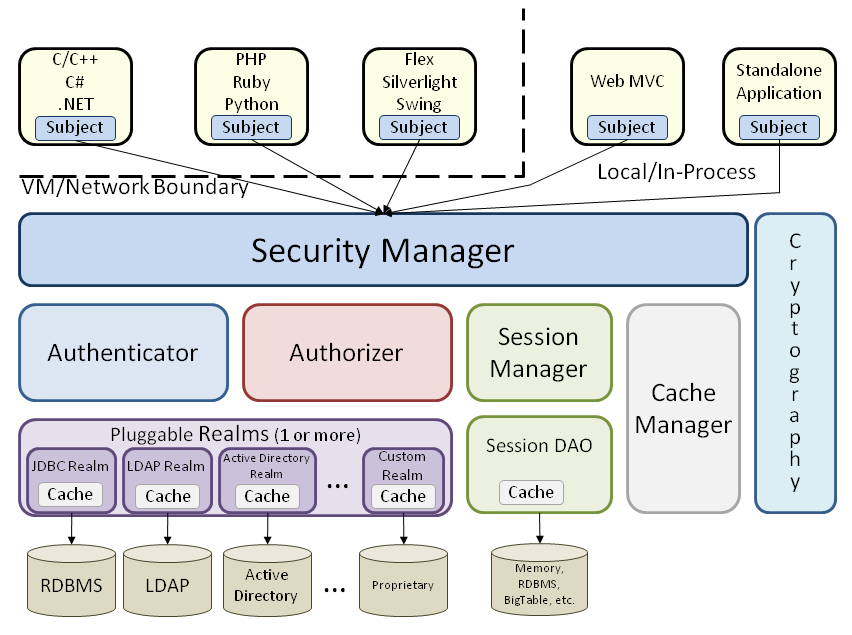 C/C++
C#
.NET
Subject
PHP
Ruby
Python
Subject
Flex
Silverlight
Swing
Subject
Web MVC
Subject
Standalone
Application
Subject
VM/Network Boundary
Local/In-Process
Security Manager
Cryptography
Authenticator
Authorizer
Session
Manager
Cache
Manager
Pluggable Realms (1 or more)
JDBC Realm
Cache
LDAP Realm
Cache
Active Directory
Realm
Cache
...
Custom
Realm
Cache
Session DAO
Cache
RDBMS
LDAP
Active
Directory
...
Proprietary
Memory,
RDBMS,
BigTable, etc.